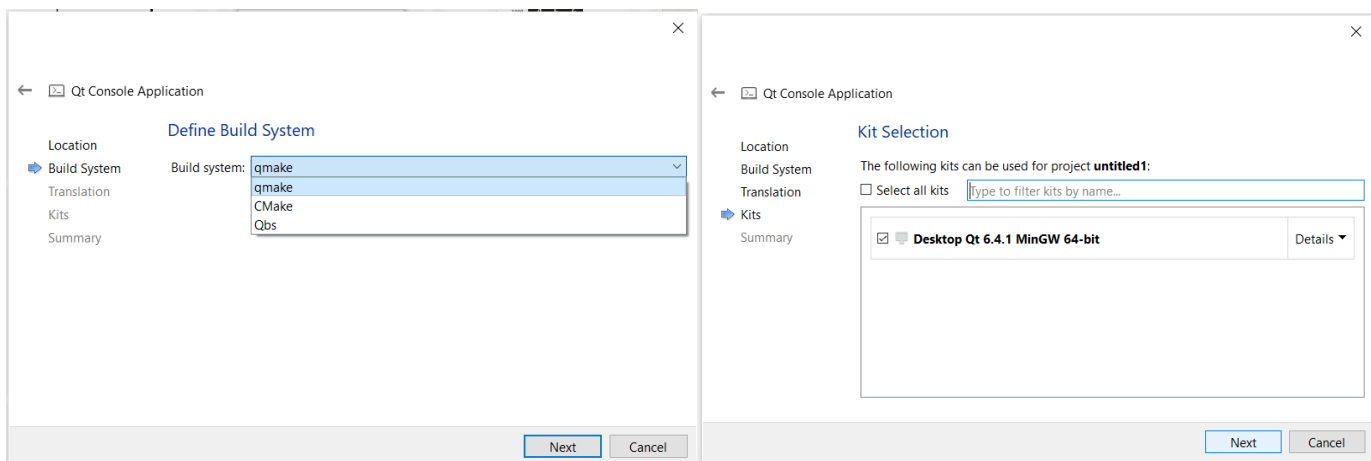 Qt Console Application
Define Build System
Location
Build System
Translation
Kits
Summary
Build system: qmake
qmake
CMake
Qbs
Next Cancel
Qt Console Application
Kit Selection
Location
Build System
Translation
Kits
Summary
The following kits can be used for project untitled1:
Select all kits Type to filter kits by name...
Desktop Qt 6.4.1 MinGW 64-bit Details
Next Cancel